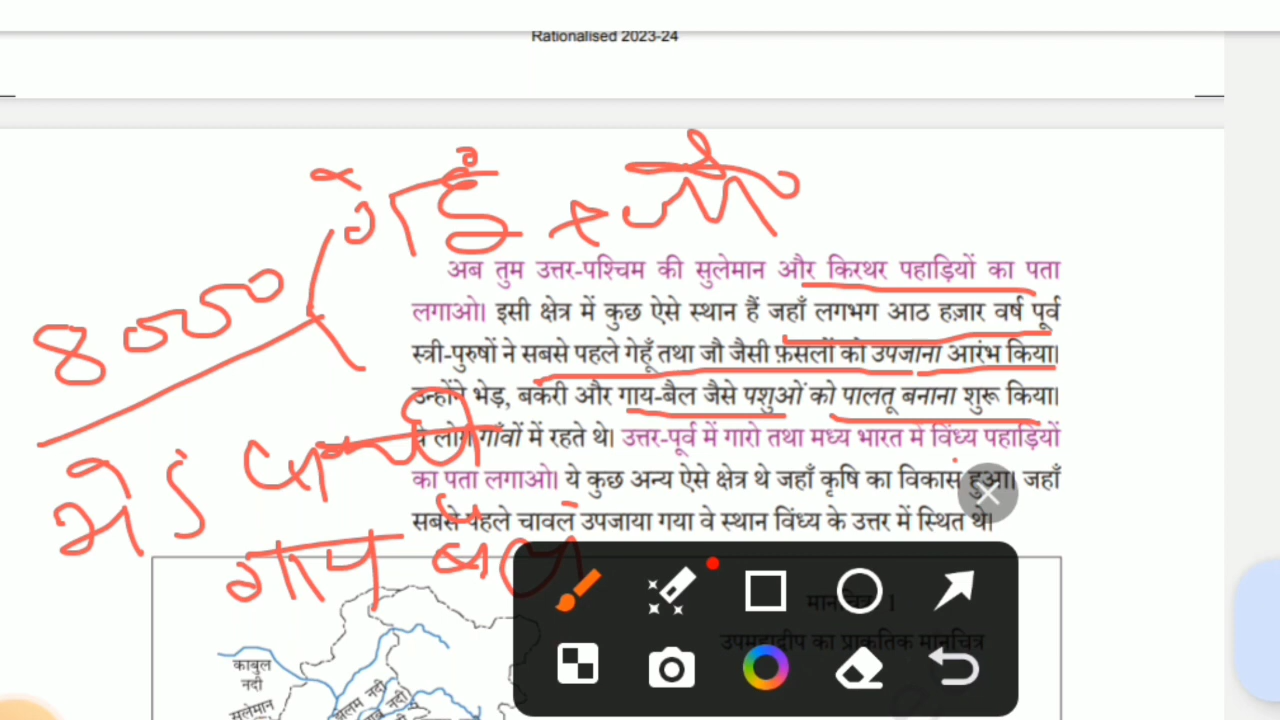 Rationalised 2023-24
8000
गेहूँ + जौ
अब तुम उत्तर-पश्चिम की सुलेमान और किरथर पहाड़ियों का पता
लगाओ। इसी क्षेत्र में कुछ ऐसे स्थान हैं जहाँ लगभग आठ हज़ार वर्ष पूर्व
स्त्री-पुरुषों ने सबसे पहले गेहूँ तथा जौ जैसी फ़सलों को उपजाना आरंभ किया।
उन्होंने भेड़, बकरी और गाय-बैल जैसे पशुओं को पालतू बनाना शुरू किया।
ये लोग गाँवों में रहते थे। उत्तर-पूर्व में गारो तथा मध्य भारत में विंध्य पहाड़ियों
का पता लगाओ। ये कुछ अन्य ऐसे क्षेत्र थे जहाँ कृषि का विकास हुआ। जहाँ
सबसे पहले चावल उपजाया गया वे स्थान विंध्य के उत्तर में स्थित थे।
गाय बैल
मानचित्र : 1
उपमहाद्वीप का प्राकृतिक मानचित्र
काबुल
नदी
झेलम नदी
सुलेमान